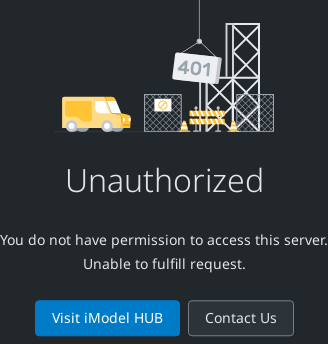 401
Unauthorized
You do not have permission to access this server.
Unable to fulfill request.
Visit iModel HUB
Contact Us